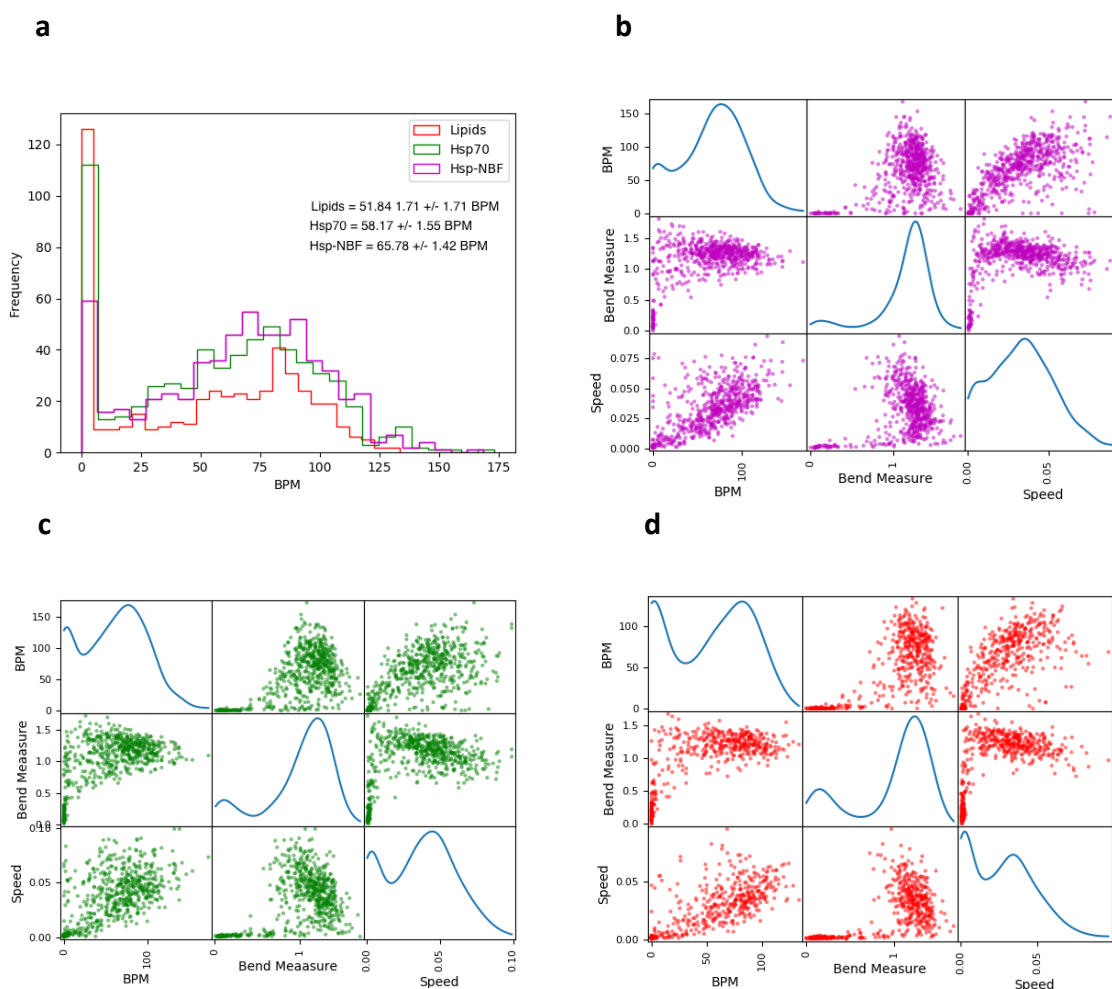 a
120
100
80
60
40
20
0
Frequency
0
25
50
75
100
125
150
175
BPM
Lipids
Hsp70
Hsp-NBF
Lipids = 51.84 1.71 +/- 1.71 BPM
Hsp70 = 58.17 +/- 1.55 BPM
Hsp-NBF = 65.78 +/- 1.42 BPM
b
BPM
150
100
50
0
Bend Measure
1.5
1.0
0.5
0.0
Speed
0.075
0.050
0.025
0.000
0
100
BPM
0
1
Bend Measure
0.00
0.05
Speed
c
BPM
150
100
50
0
Bend Meaasure
1.5
1.0
0.5
0.0
Speed
0.10
0.05
0.00
0
100
BPM
0
1
Bend Meaasure
0.00
0.05
0.10
Speed
d
BPM
100
50
0
Bend Measure
1.5
1.0
0.5
0.0
Speed
0.05
0.00
0
50
100
BPM
0
1
Bend Measure
0.00
0.05
Speed